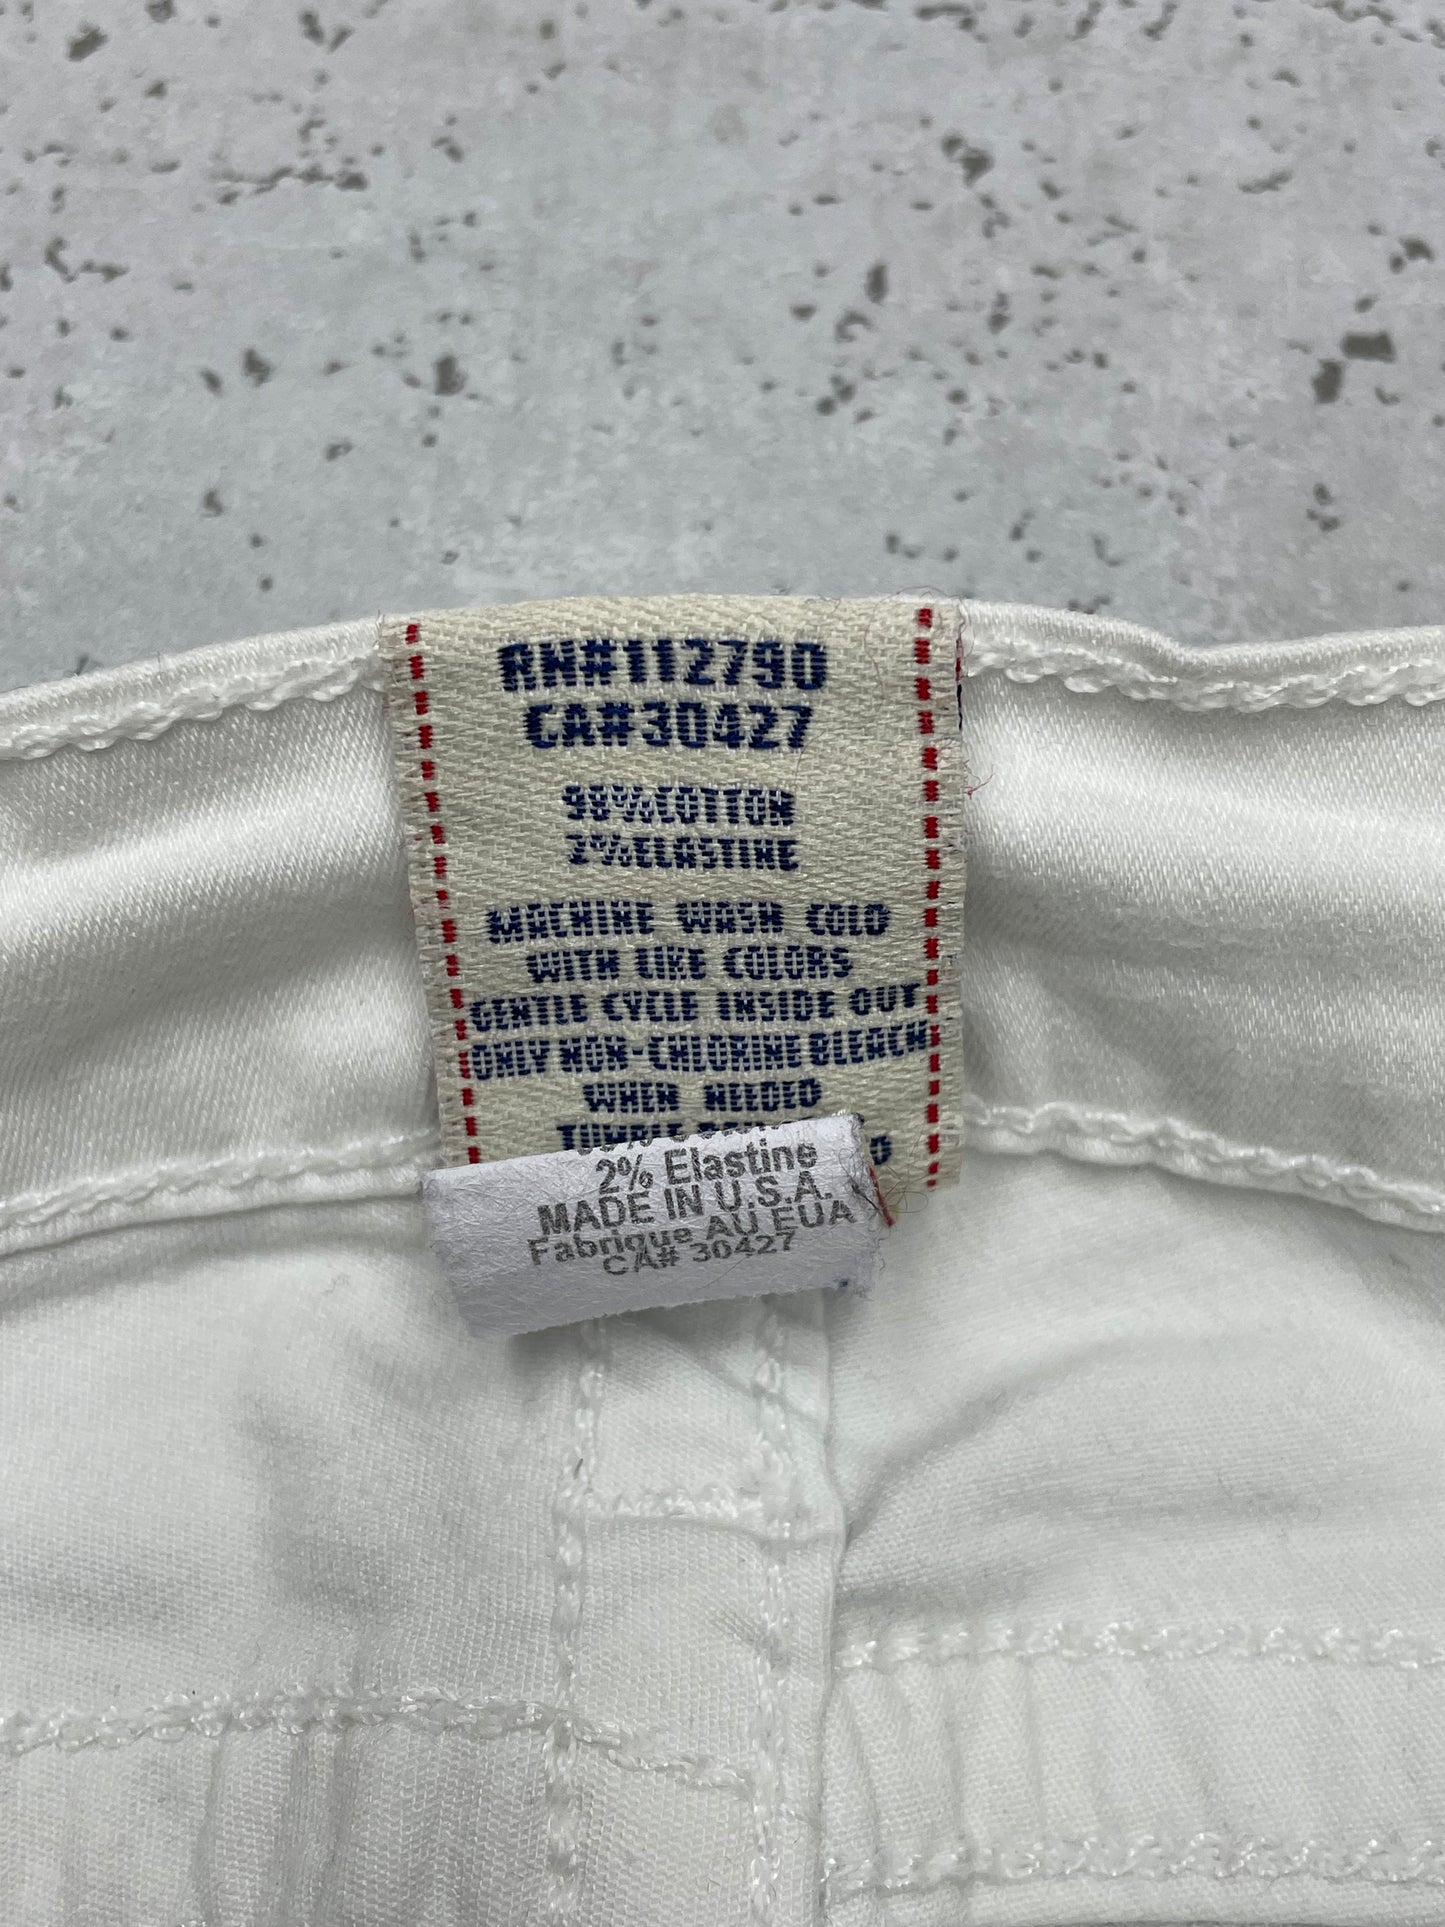 RN#112790
CA#30427
98%COTTON
2%ELASTINE
MACHINE WASH COLD
WITH LIKE COLORS
GENTLE CYCLE INSIDE OUT
ONLY NON-CHLORINE BLEACH
WHEN NEEDED
TUMBLE
2% Elastine
MADE IN U.S.A.
Fabrique AU EUA
CA# 30427